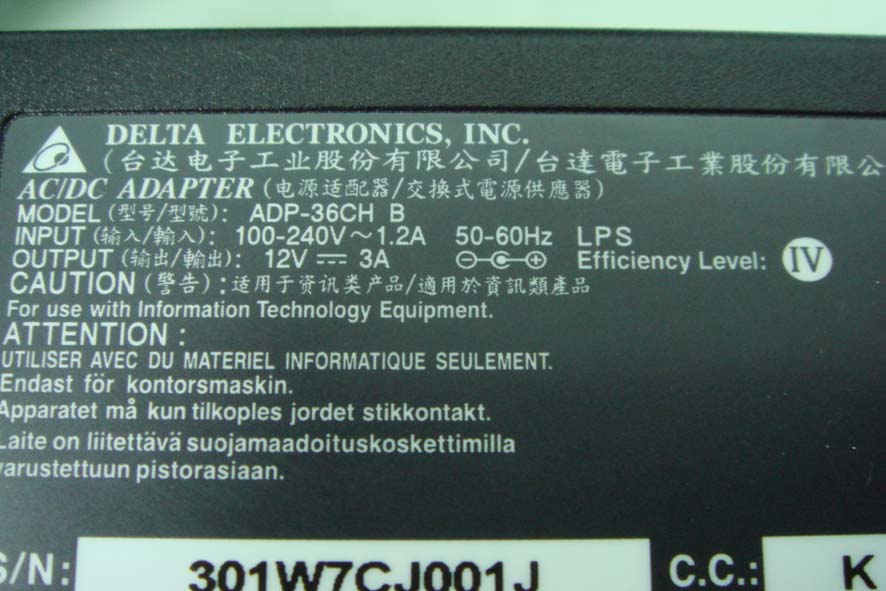 DELTA ELECTRONICS, INC.
(台达电子工业股份有限公司/台達電子工業股份有限公
AC/DC ADAPTER (电源适配器/交換式電源供應器)
MODEL (型号/型號): ADP-36CH B
INPUT (输入/輸入): 100-240V~1.2A 50-60Hz LPS
OUTPUT (输出/輸出): 12V ⎓ 3A Efficiency Level: IV
CAUTION (警告) : 适用于资讯类产品/適用於資訊類產品
For use with Information Technology Equipment.
ATTENTION :
UTILISER AVEC DU MATERIEL INFORMATIQUE SEULEMENT.
Endast för kontorsmaskin.
Apparatet må kun tilkoples jordet stikkontakt.
Laite on liitettävä suojamaadoituskoskettimilla
varustettuun pistorasiaan.
S/N: 301W7CJ001J C.C.: K